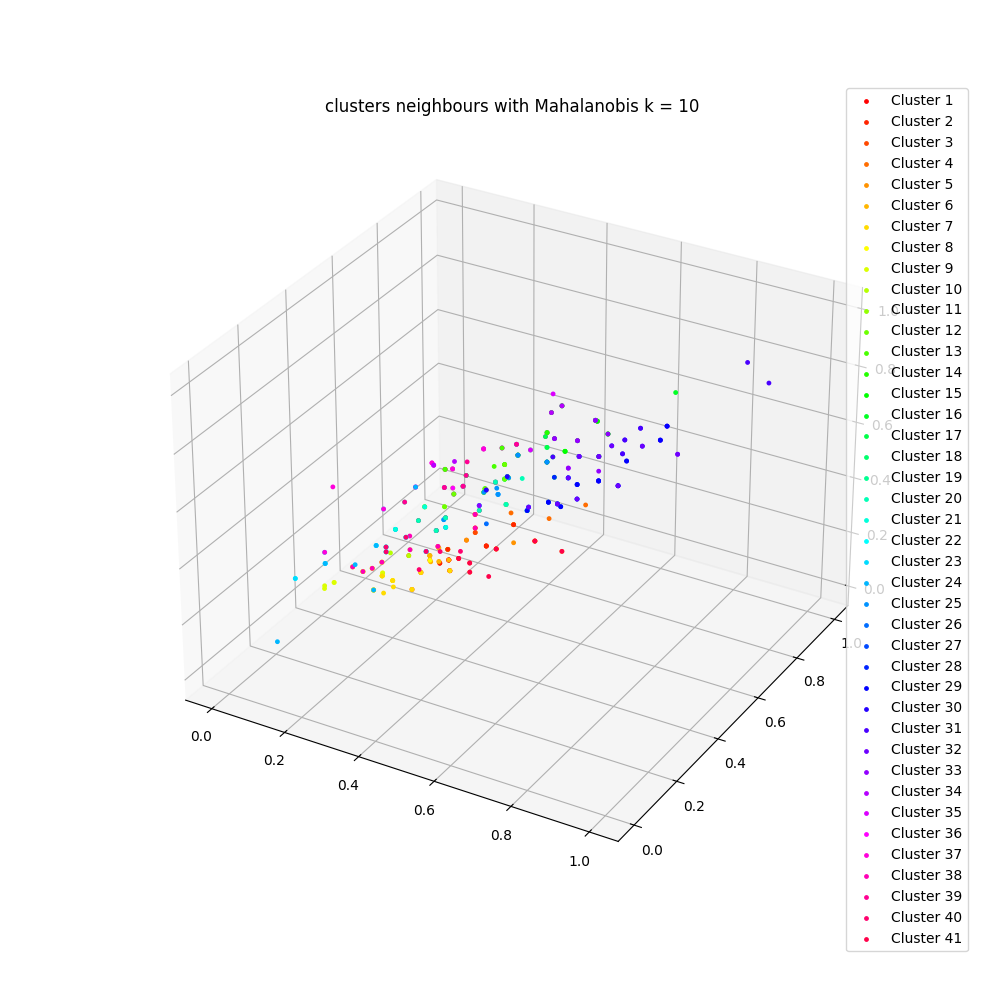 clusters neighbours with Mahalanobis k = 10
Cluster 1
Cluster 2
Cluster 3
Cluster 4
Cluster 5
Cluster 6
Cluster 7
Cluster 8
Cluster 9
Cluster 10
Cluster 11
Cluster 12
Cluster 13
Cluster 14
Cluster 15
Cluster 16
Cluster 17
Cluster 18
Cluster 19
Cluster 20
Cluster 21
Cluster 22
Cluster 23
Cluster 24
Cluster 25
Cluster 26
Cluster 27
Cluster 28
Cluster 29
Cluster 30
Cluster 31
Cluster 32
Cluster 33
Cluster 34
Cluster 35
Cluster 36
Cluster 37
Cluster 38
Cluster 39
Cluster 40
Cluster 41
0.0
0.2
0.4
0.6
0.8
1.0
0.0
0.2
0.4
0.6
0.8
1.0
0.0
0.2
0.4
0.6
0.8
1.0